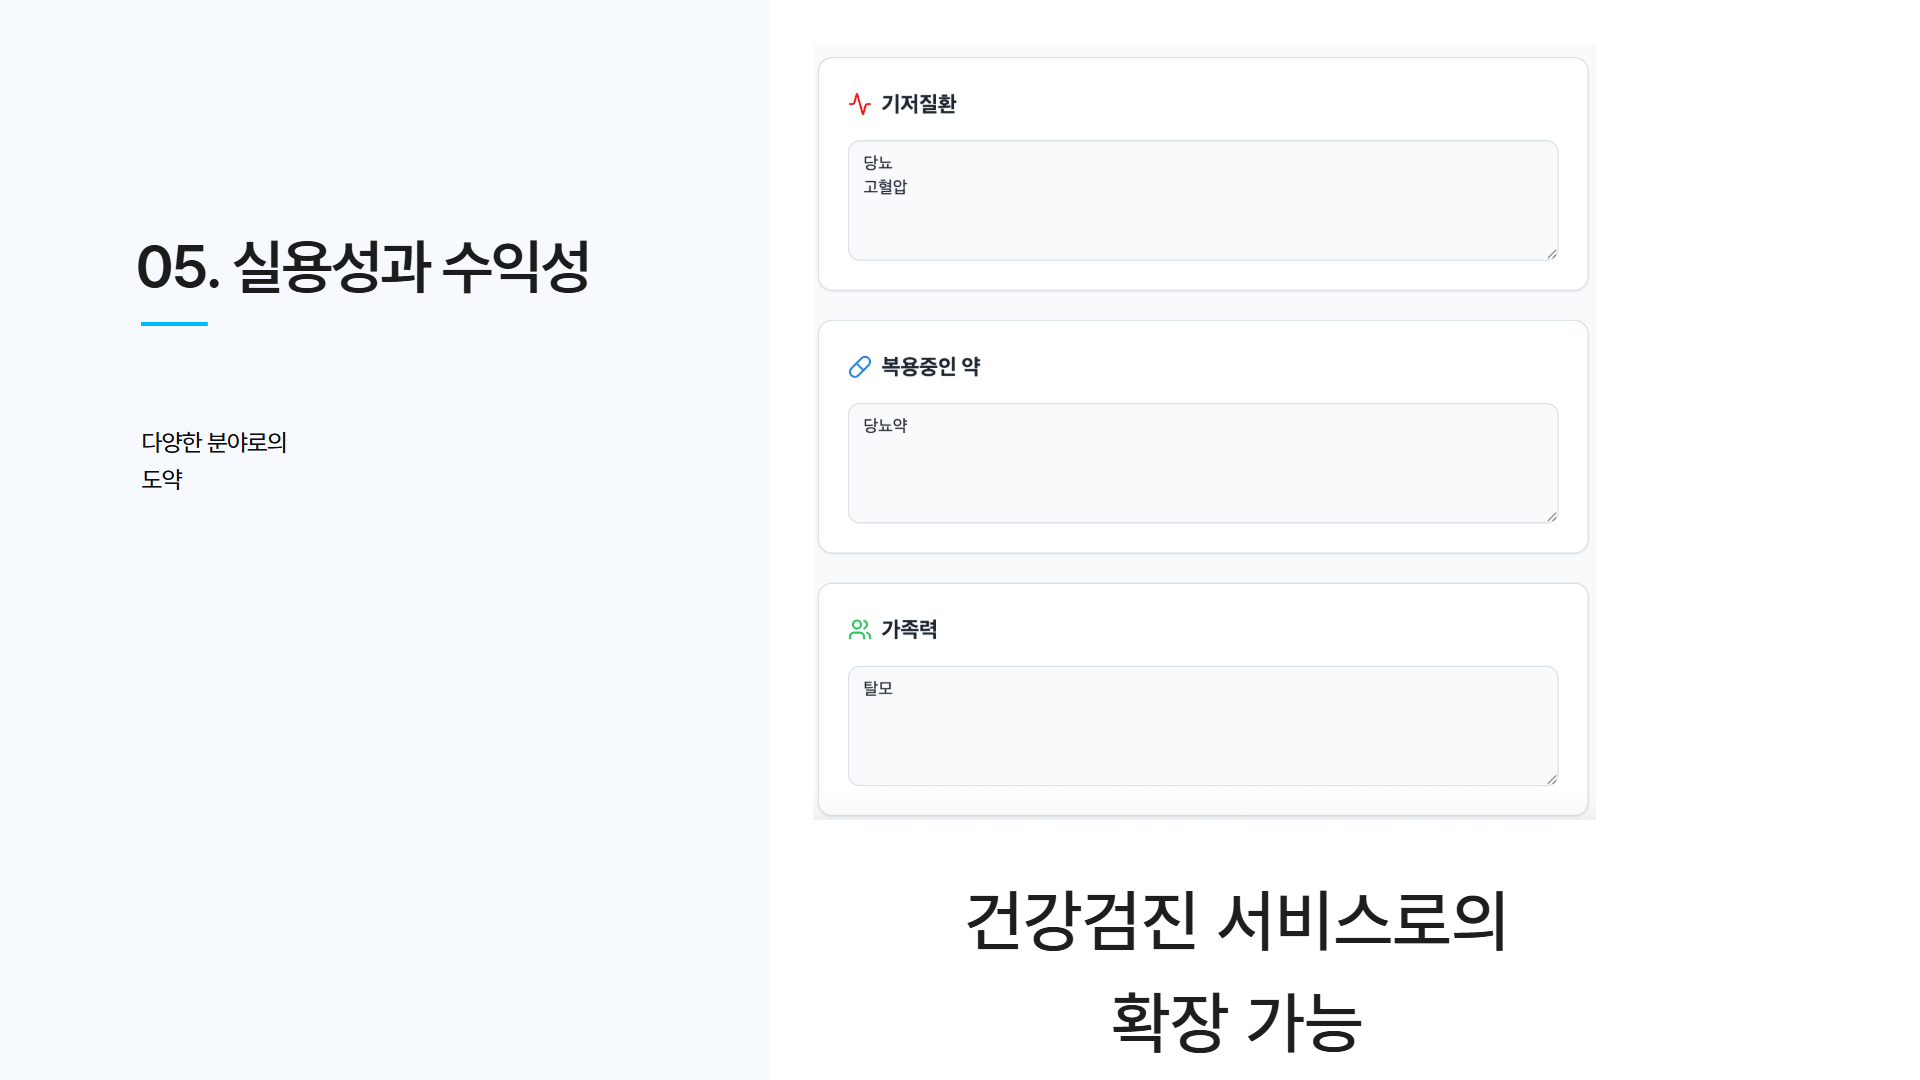 05. 실용성과 수익성
다양한 분야로의
도약
기저질환
당뇨
고혈압
복용중인 약
당뇨약
가족력
탈모
건강검진 서비스로의
확장 가능